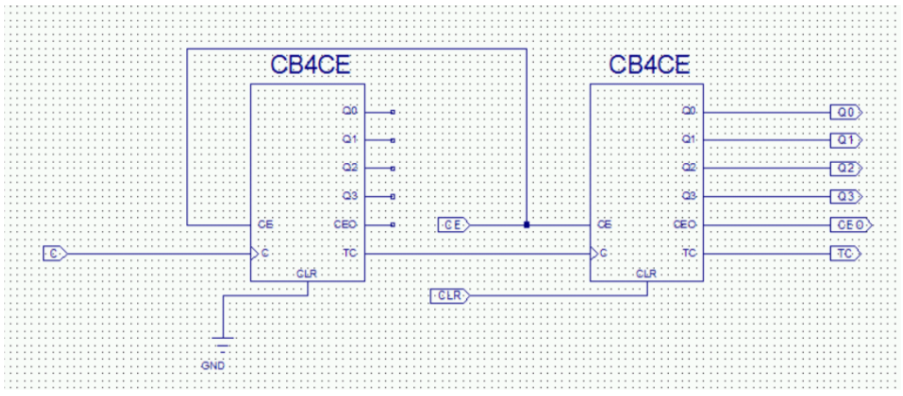 CB4CE CB4CE
Q0 Q0 Q0
Q1 Q1 Q1
Q2 Q2 Q2
Q3 Q3 Q3
CE CEO CE CE CEO CEO
C C TC C TC TC
CLR CLR
CLR
GND